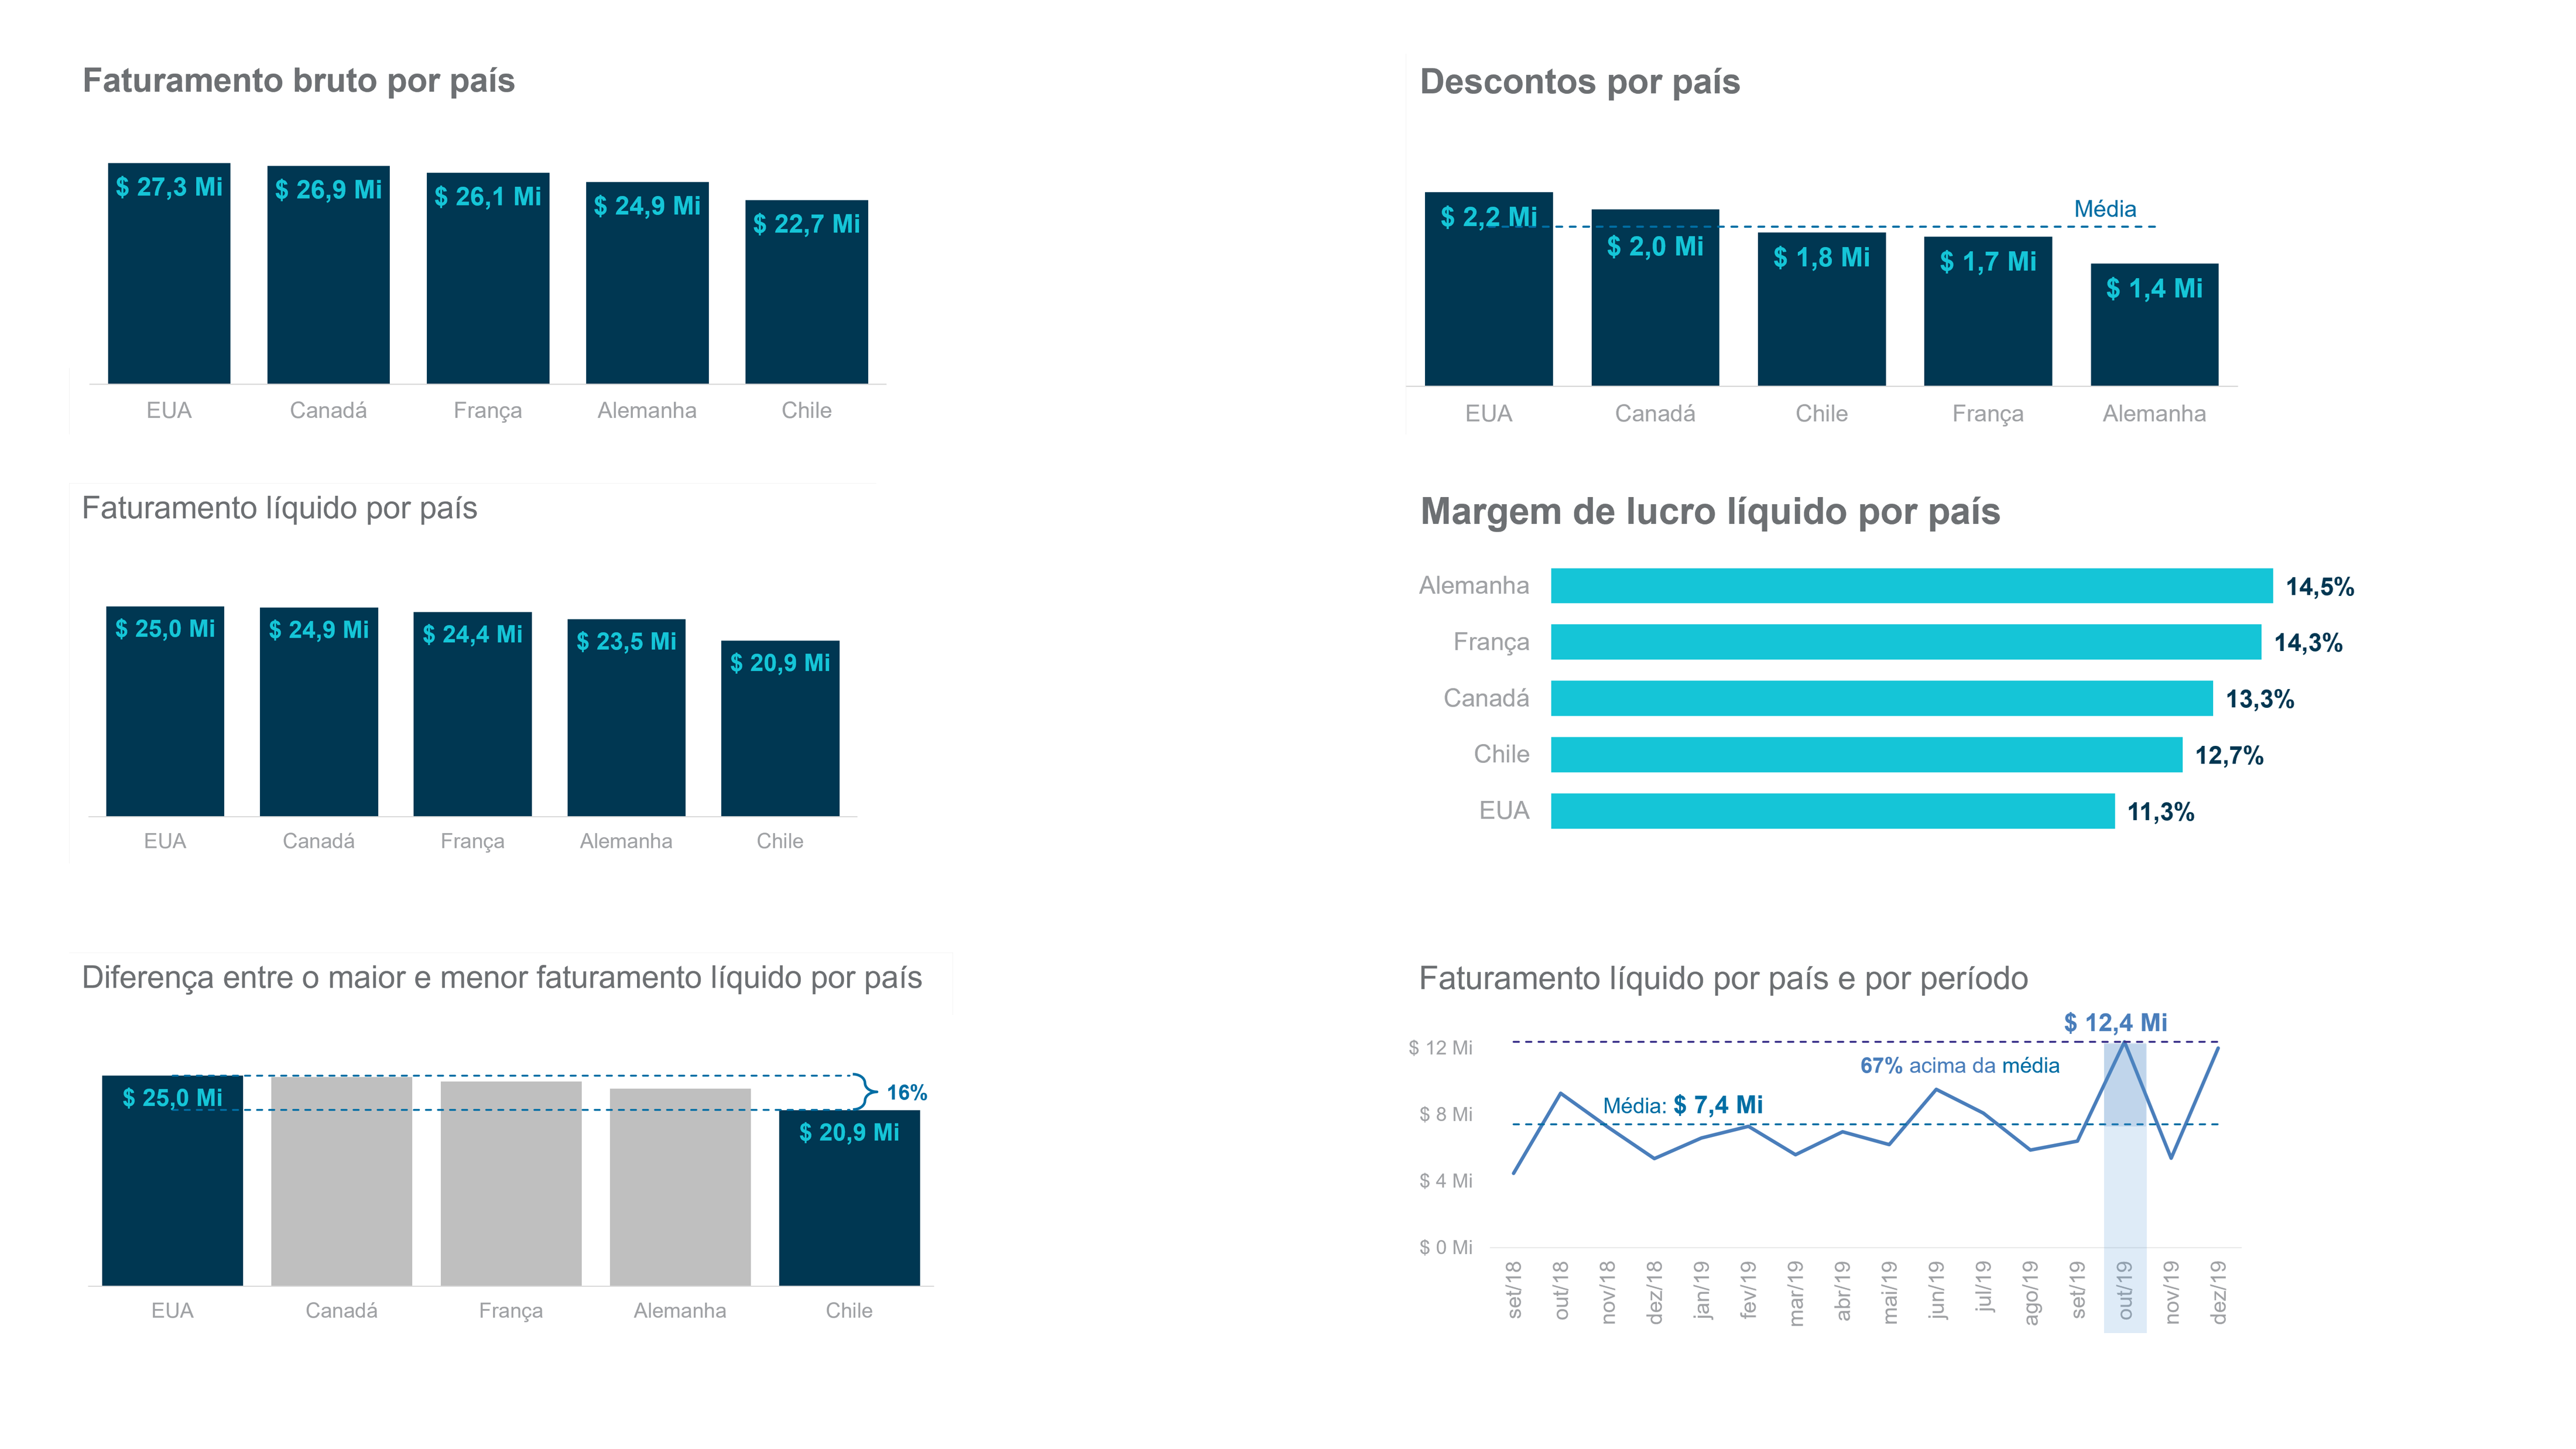 Faturamento bruto por país
$ 27,3 Mi
$ 26,9 Mi
$ 26,1 Mi
$ 24,9 Mi
$ 22,7 Mi
EUA
Canadá
França
Alemanha
Chile
Descontos por país
Média
$ 2,2 Mi
$ 2,0 Mi
$ 1,8 Mi
$ 1,7 Mi
$ 1,4 Mi
EUA
Canadá
Chile
França
Alemanha
Faturamento líquido por país
$ 25,0 Mi
$ 24,9 Mi
$ 24,4 Mi
$ 23,5 Mi
$ 20,9 Mi
EUA
Canadá
França
Alemanha
Chile
Margem de lucro líquido por país
Alemanha 14,5%
França 14,3%
Canadá 13,3%
Chile 12,7%
EUA 11,3%
Diferença entre o maior e menor faturamento líquido por país
$ 25,0 Mi
16%
$ 20,9 Mi
EUA
Canadá
França
Alemanha
Chile
Faturamento líquido por país e por período
$ 12,4 Mi
$ 12 Mi
67% acima da média
Média: $ 7,4 Mi
$ 8 Mi
$ 4 Mi
$ 0 Mi
set/18
out/18
nov/18
dez/18
jan/19
fev/19
mar/19
abr/19
mai/19
jun/19
jul/19
ago/19
set/19
out/19
nov/19
dez/19